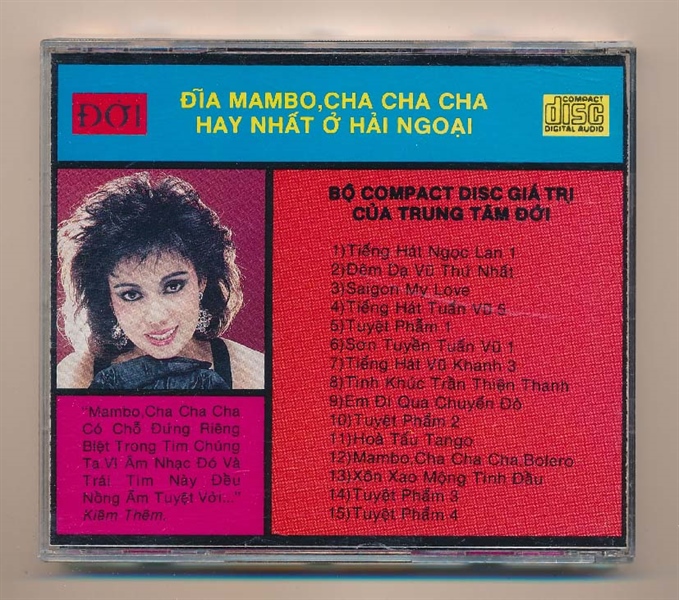 ĐỜI
ĐĨA MAMBO,CHA CHA CHA
HAY NHẤT Ở HẢI NGOẠI
COMPACT
disc
DIGITAL AUDIO
BỘ COMPACT DISC GIÁ TRỊ
CỦA TRUNG TÂM ĐỜI
1)Tiếng Hát Ngọc Lan 1
2)Đêm Dạ Vũ Thứ Nhất
3)Saigon My Love
4)Tiếng Hát Tuấn Vũ 5
5)Tuyệt Phẩm 1
6)Sơn Tuyền Tuấn Vũ 1
7)Tiếng Hát Vũ Khanh 3
8)Tình Khúc Trần Thiện Thanh
9)Em Đi Qua Chuyến Đò
10)Tuyệt Phẩm 2
11)Hoà Tấu Tango
12)Mambo,Cha Cha Cha,Bolero
13)Xôn Xao Mộng Tình Đầu
14)Tuyệt Phẩm 3
15)Tuyệt Phẩm 4
"Mambo,Cha Cha Cha
Có Chỗ Đứng Riêng
Biệt Trong Tim Chúng
Ta Vì Âm Nhạc Đó Và
Trái Tim Này Đều
Nồng Ấm Tuyệt Vời..."
Kiêm Thêm.